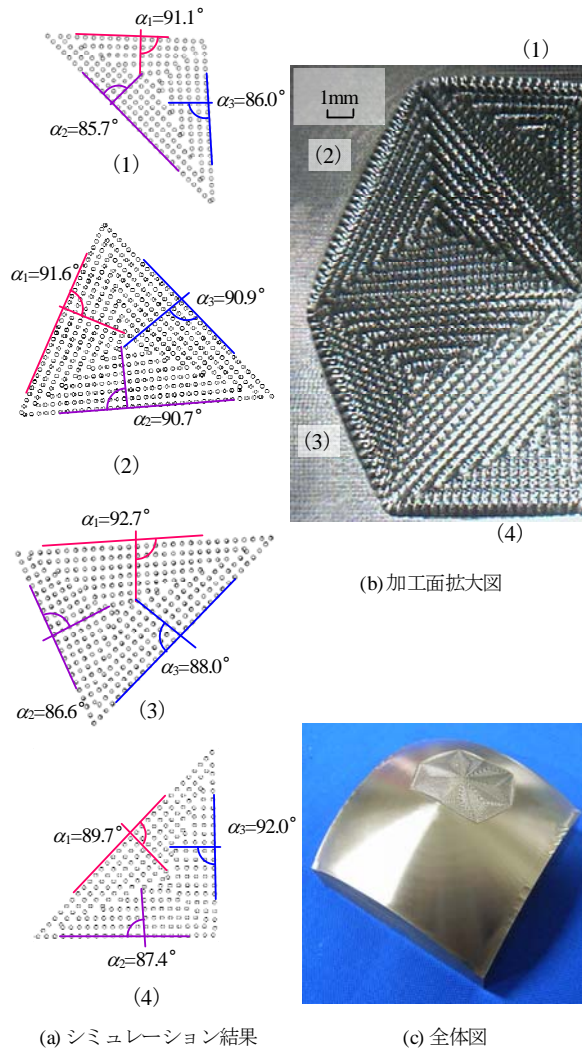 α1=91.1°
α3=86.0°
α2=85.7°
(1)
α1=91.6°
α3=90.9°
α2=90.7°
(2)
α1=92.7°
α3=88.0°
α2=86.6°
(3)
α1=89.7°
α3=92.0°
α2=87.4°
(4)
(a) シミュレーション結果
(1)
1mm
(2)
(3)
(4)
(b) 加工面拡大図
(c) 全体図